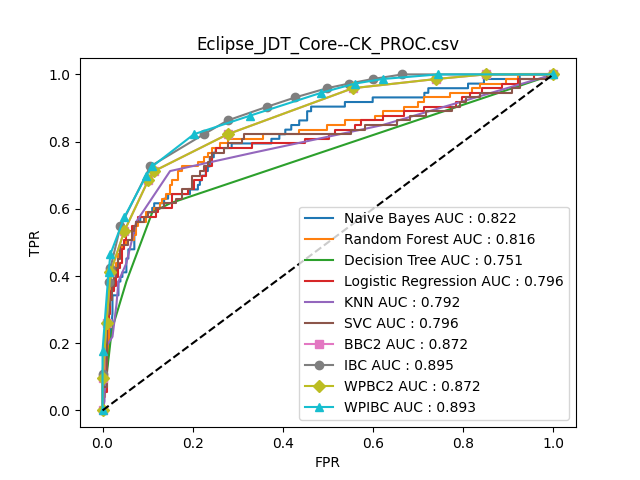 Eclipse_JDT_Core--CK_PROC.csv
TPR
1.0
0.8
0.6
0.4
0.2
0.0
Naive Bayes AUC : 0.822
Random Forest AUC : 0.816
Decision Tree AUC : 0.751
Logistic Regression AUC : 0.796
KNN AUC : 0.792
SVC AUC : 0.796
BBC2 AUC : 0.872
IBC AUC : 0.895
WPBC2 AUC : 0.872
WPIBC AUC : 0.893
0.0 0.2 0.4 0.6 0.8 1.0
FPR